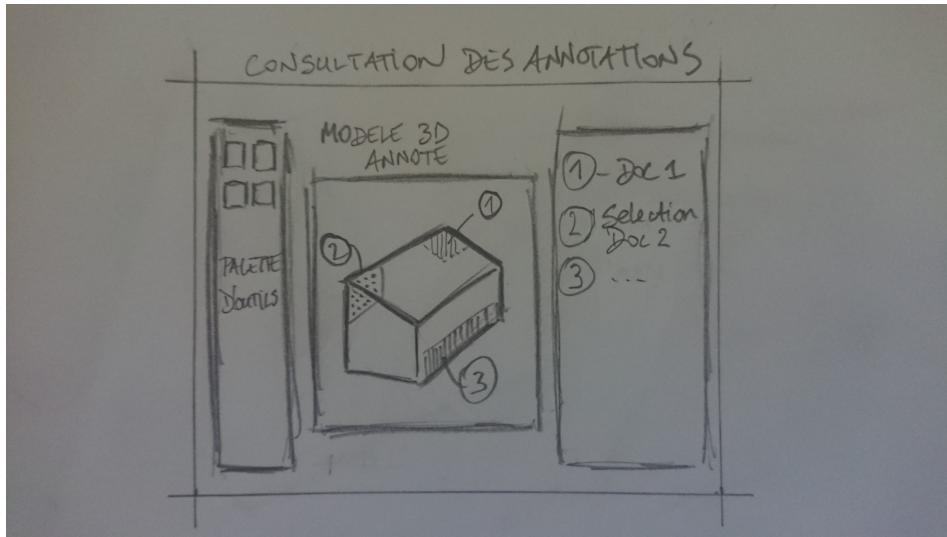 CONSULTATION DES ANNOTATIONS
MODELE 3D
ANNOTE
PALETTE
D'OUTILS
1
2
3
1 - Doc 1
2 Selection
Doc 2
3 ...